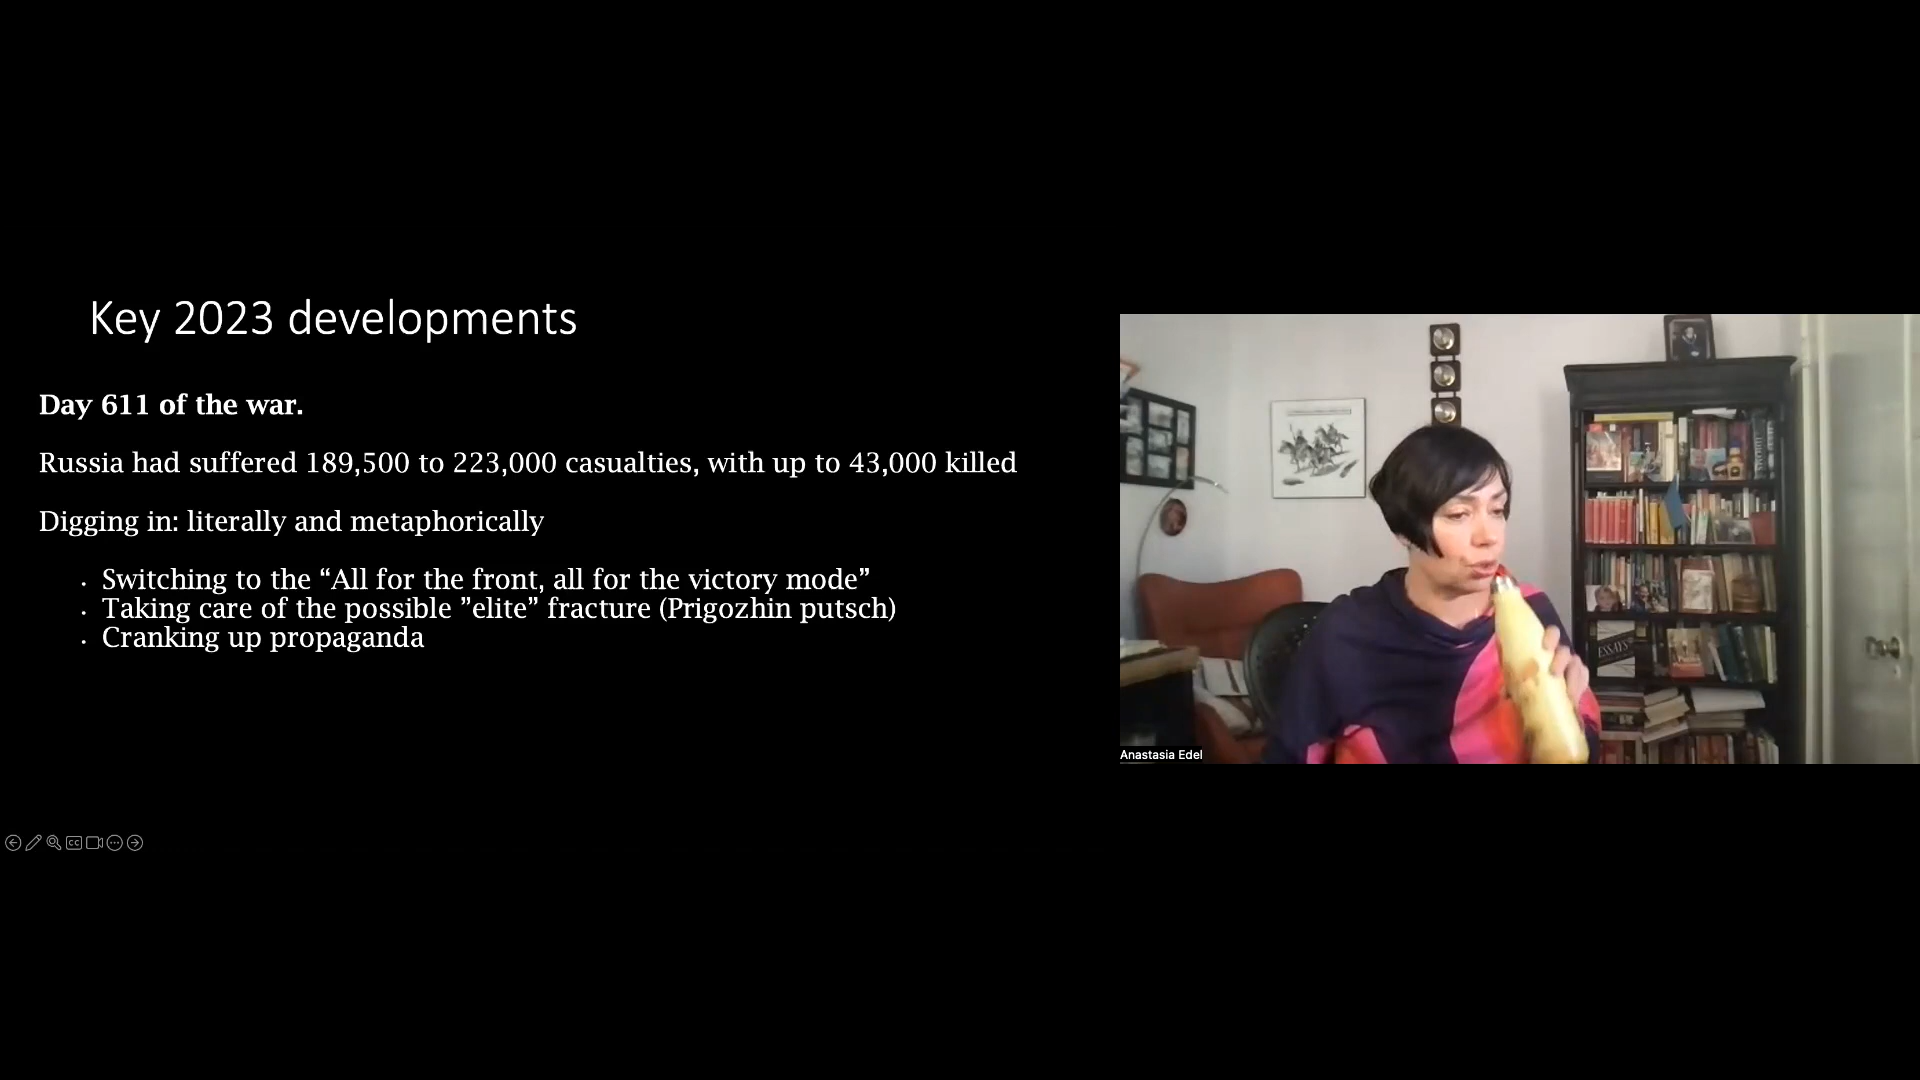 Key 2023 developments
Day 611 of the war.
Russia had suffered 189,500 to 223,000 casualties, with up to 43,000 killed
Digging in: literally and metaphorically
• Switching to the “All for the front, all for the victory mode”
• Taking care of the possible ”elite” fracture (Prigozhin putsch)
• Cranking up propaganda
Anastasia Edel
ESSAYS
CC